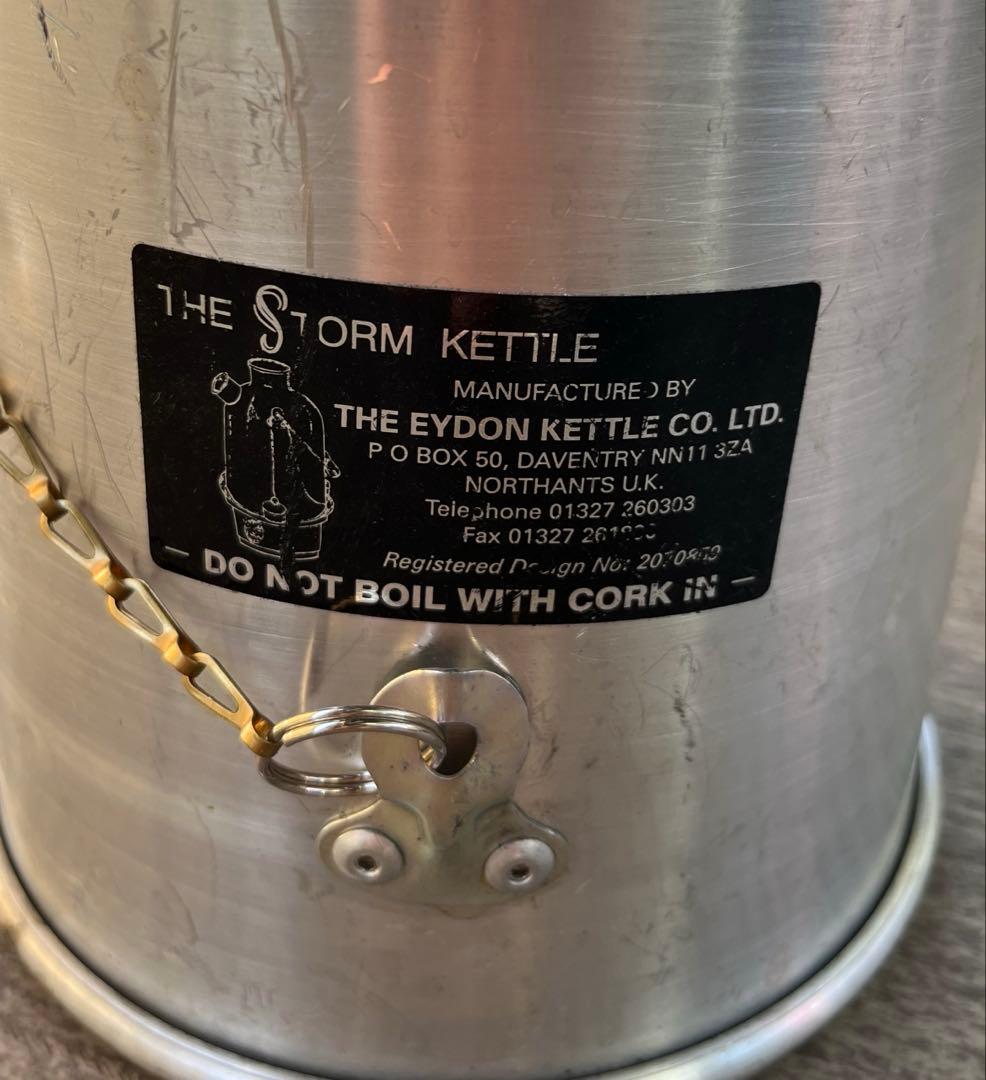 THE STORM KETTLE
MANUFACTURED BY
THE EYDON KETTLE CO. LTD.
P O BOX 50, DAVENTRY NN11 3ZA
NORTHANTS U.K.
Telephone 01327 260303
Fax 01327
Registered Design No:
— DO NOT BOIL WITH CORK IN —